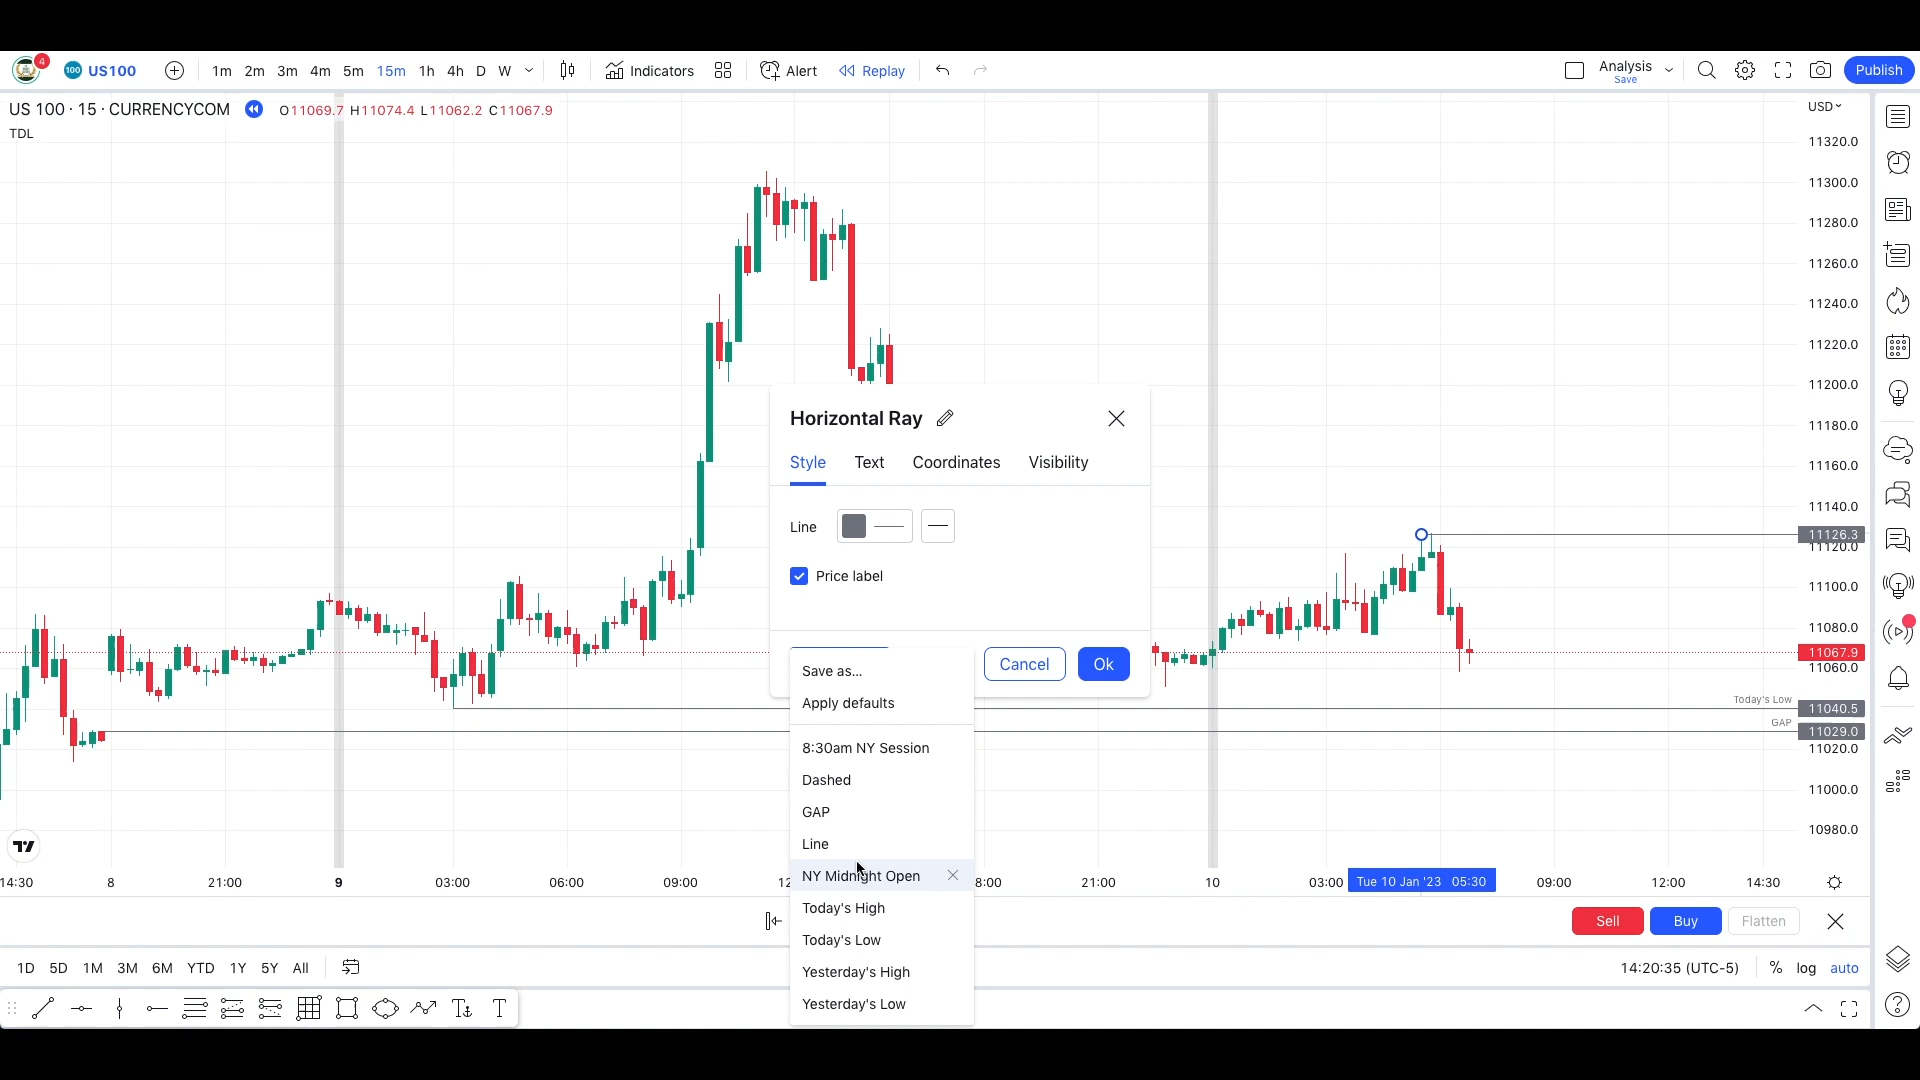 4
100 US100 1m 2m 3m 4m 5m 15m 1h 4h D W Indicators Alert Replay Analysis Publish
Save
US 100 · 15 · CURRENCYCOM O11069.7 H11074.4 L11062.2 C11067.9 USD
TDL
11320.0
11300.0
11280.0
11260.0
11240.0
11220.0
11200.0
11180.0
11160.0
11140.0
11126.3
11120.0
11100.0
11080.0
11067.9
11060.0
Today's Low 11040.5
GAP 11029.0
11020.0
11000.0
10980.0
Horizontal Ray
Style Text Coordinates Visibility
Line
Price label
Cancel Ok
Save as...
Apply defaults
8:30am NY Session
Dashed
GAP
Line
NY Midnight Open
Today's High
Today's Low
Yesterday's High
Yesterday's Low
14:30 8 21:00 9 03:00 06:00 09:00 12 8:00 21:00 10 03:00 Tue 10 Jan '23 05:30 09:00 12:00 14:30
Sell Buy Flatten
1D 5D 1M 3M 6M YTD 1Y 5Y All 14:20:35 (UTC-5) % log auto
T T